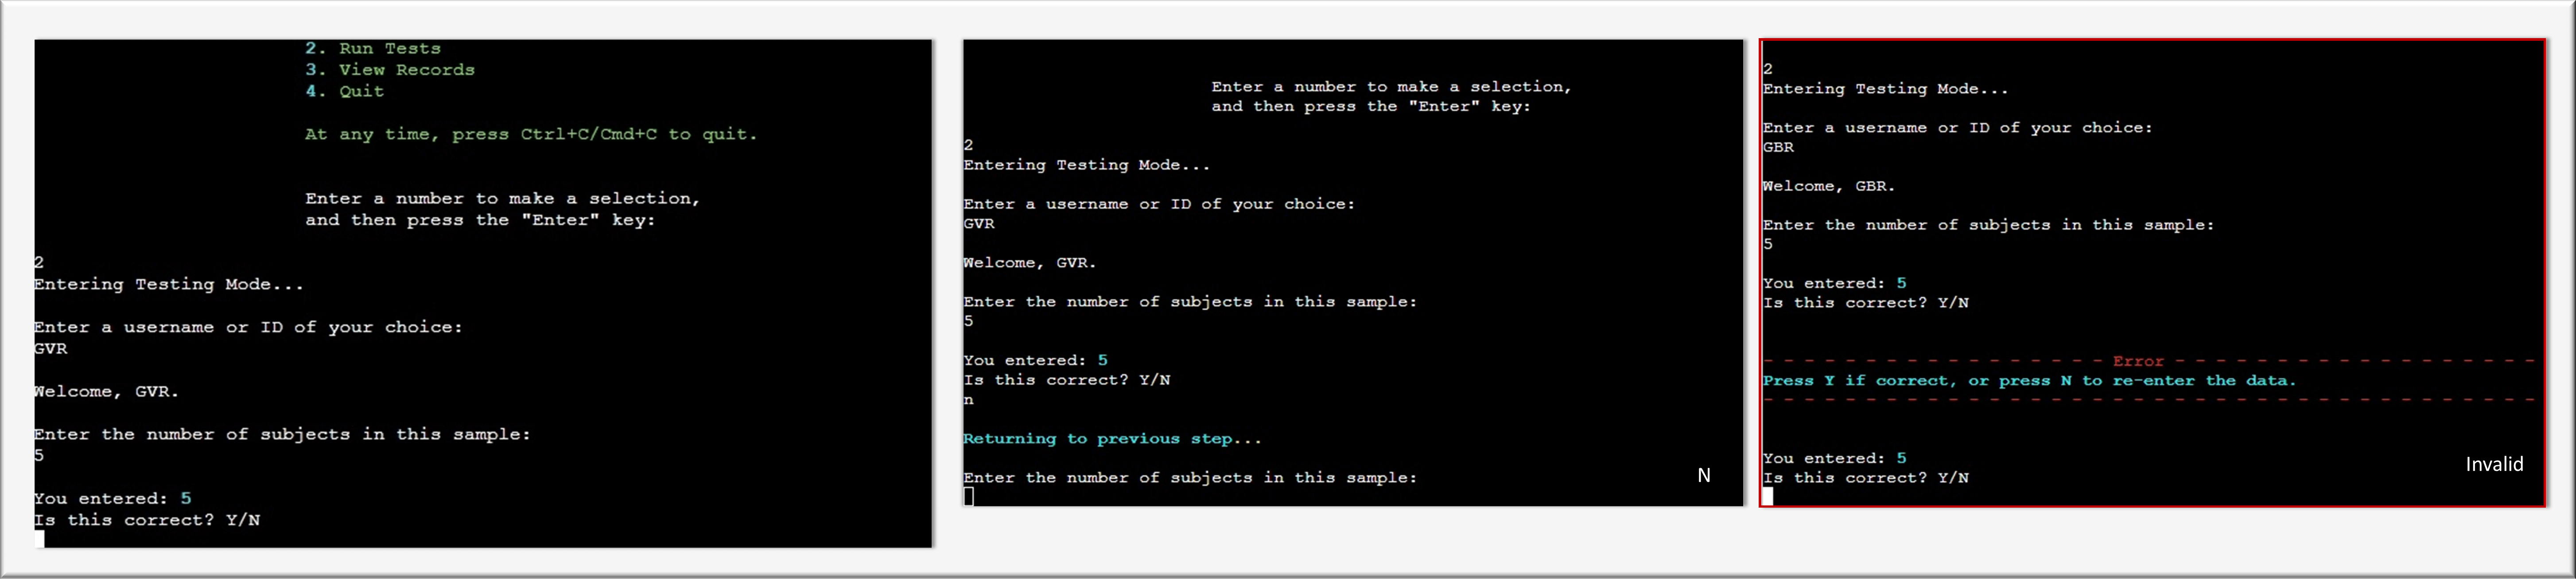 2. Run Tests
3. View Records
4. Quit
At any time, press Ctrl+C/Cmd+C to quit.
Enter a number to make a selection,
and then press the "Enter" key:
2
Entering Testing Mode...
Enter a username or ID of your choice:
GVR
Welcome, GVR.
Enter the number of subjects in this sample:
5
You entered: 5
Is this correct? Y/N
Enter a number to make a selection,
and then press the "Enter" key:
2
Entering Testing Mode...
Enter a username or ID of your choice:
GVR
Welcome, GVR.
Enter the number of subjects in this sample:
5
You entered: 5
Is this correct? Y/N
n
Returning to previous step...
Enter the number of subjects in this sample:
N
2
Entering Testing Mode...
Enter a username or ID of your choice:
GBR
Welcome, GBR.
Enter the number of subjects in this sample:
5
You entered: 5
Is this correct? Y/N
- - - - - - - - - - - - - - - - - Error - - - - - - - - - - - - - - - - - -
Press Y if correct, or press N to re-enter the data.
- - - - - - - - - - - - - - - - - - - - - - - - - - - - - - - - - - - - - -
You entered: 5
Is this correct? Y/N
Invalid